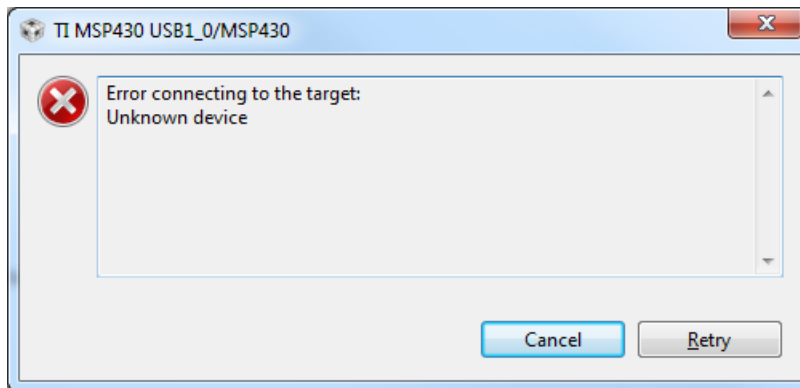 TI MSP430 USB1_0/MSP430
Error connecting to the target:
Unknown device
Cancel
Retry